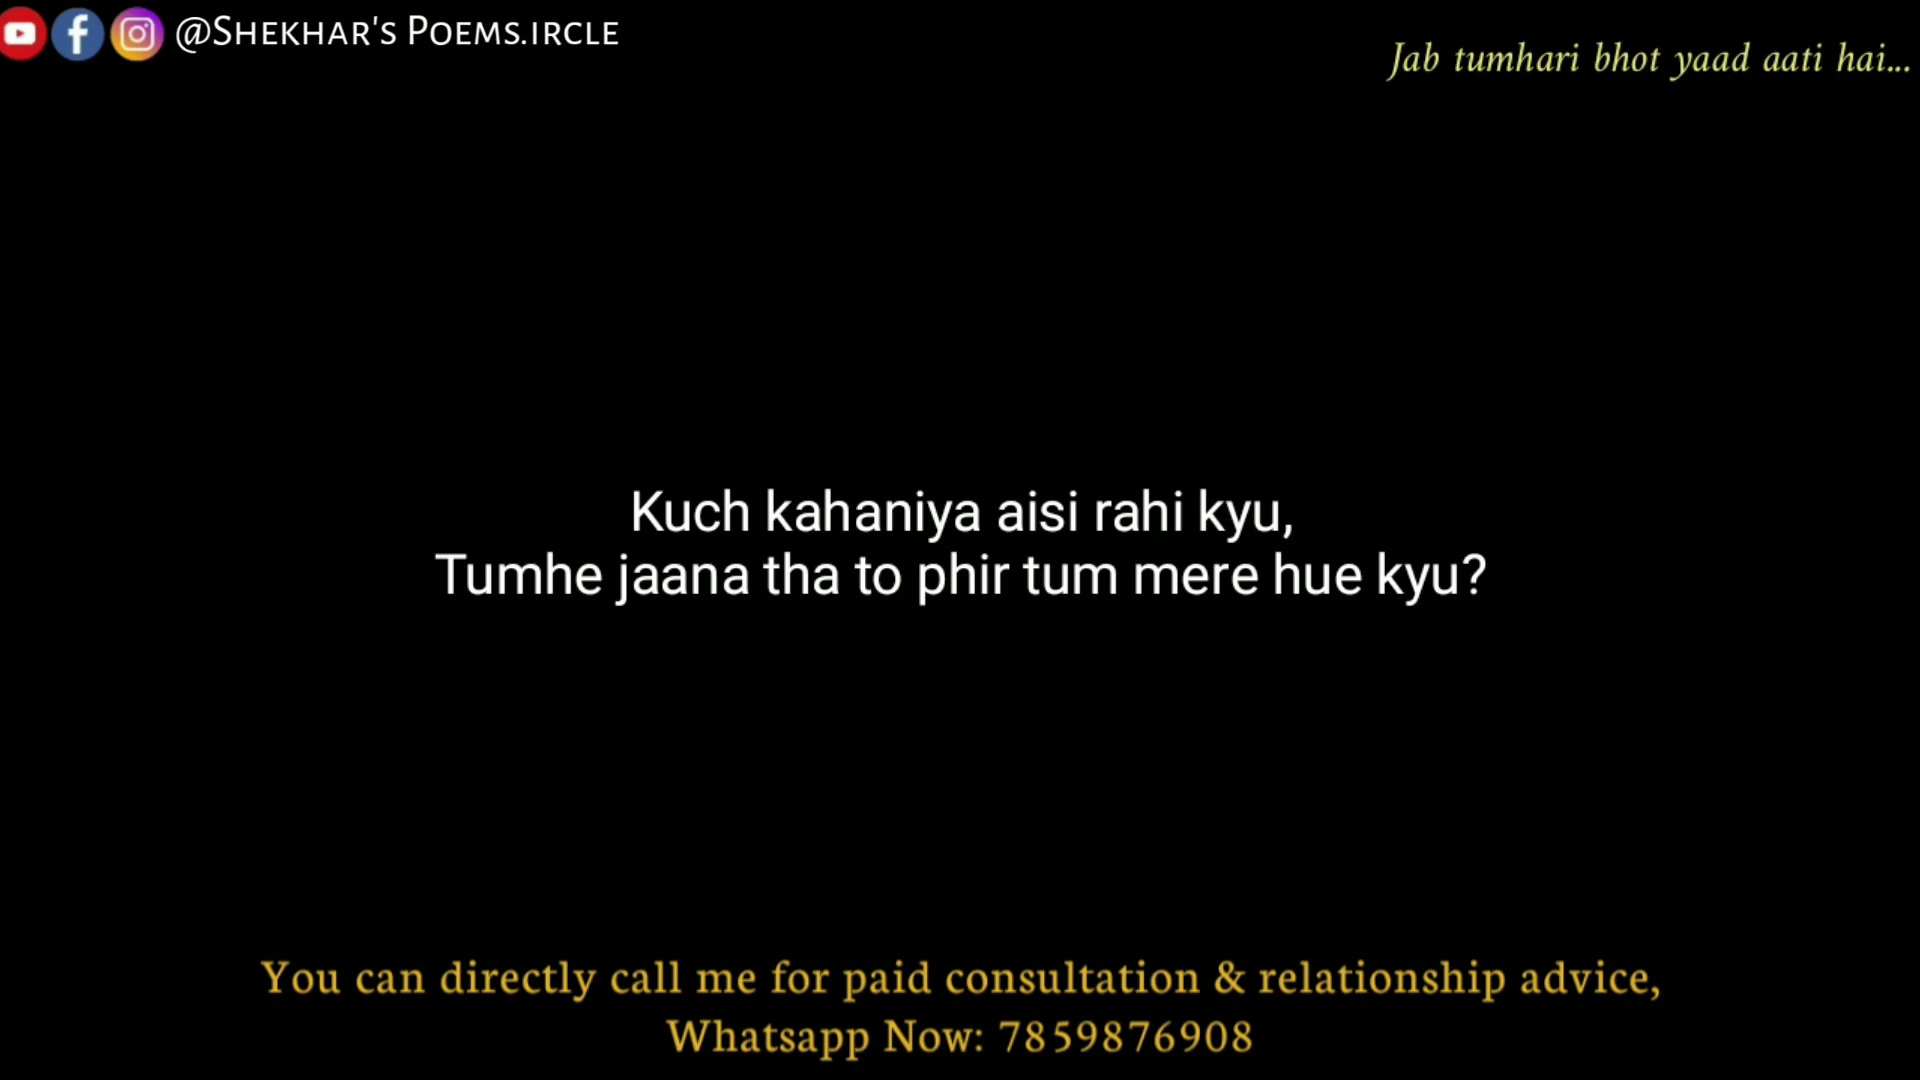 @Shekhar's Poems.ircle
Jab tumhari bhot yaad aati hai...
Kuch kahaniya aisi rahi kyu,
Tumhe jaana tha to phir tum mere hue kyu?
You can directly call me for paid consultation & relationship advice,
Whatsapp Now: 7859876908